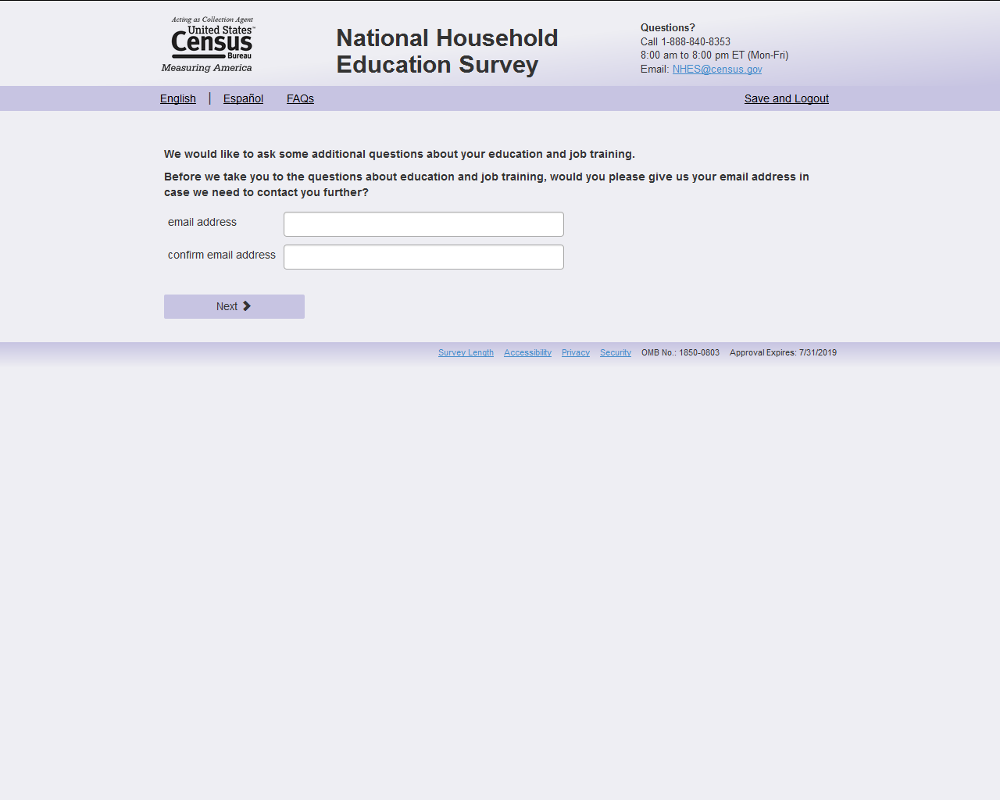 Acting as Collection Agent
United States™
Census
Bureau
Measuring America
National Household
Education Survey
Questions?
Call 1-888-840-8353
8:00 am to 8:00 pm ET (Mon-Fri)
Email: NHES@census.gov
English | Español FAQs Save and Logout
We would like to ask some additional questions about your education and job training.
Before we take you to the questions about education and job training, would you please give us your email address in
case we need to contact you further?
email address
confirm email address
Next
Survey Length Accessibility Privacy Security OMB No.: 1850-0803 Approval Expires: 7/31/2019